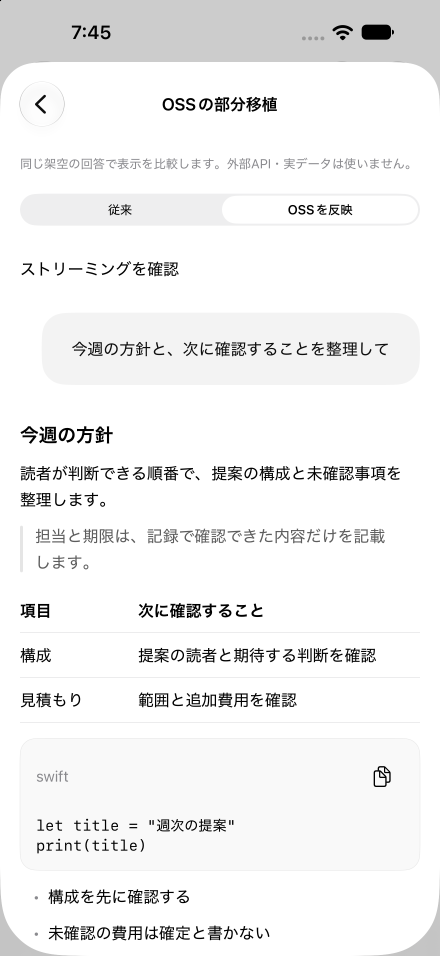 7:45
OSSの部分移植
同じ架空の回答で表示を比較します。外部API・実データは使いません。
従来
OSSを反映
ストリーミングを確認
今週の方針と、次に確認することを整理して
今週の方針
読者が判断できる順番で、提案の構成と未確認事項を
整理します。
担当と期限は、記録で確認できた内容だけを記載
します。
項目 次に確認すること
構成 提案の読者と期待する判断を確認
見積もり 範囲と追加費用を確認
swift
let title = "週次の提案"
print(title)
• 構成を先に確認する
• 未確認の費用は確定と書かない